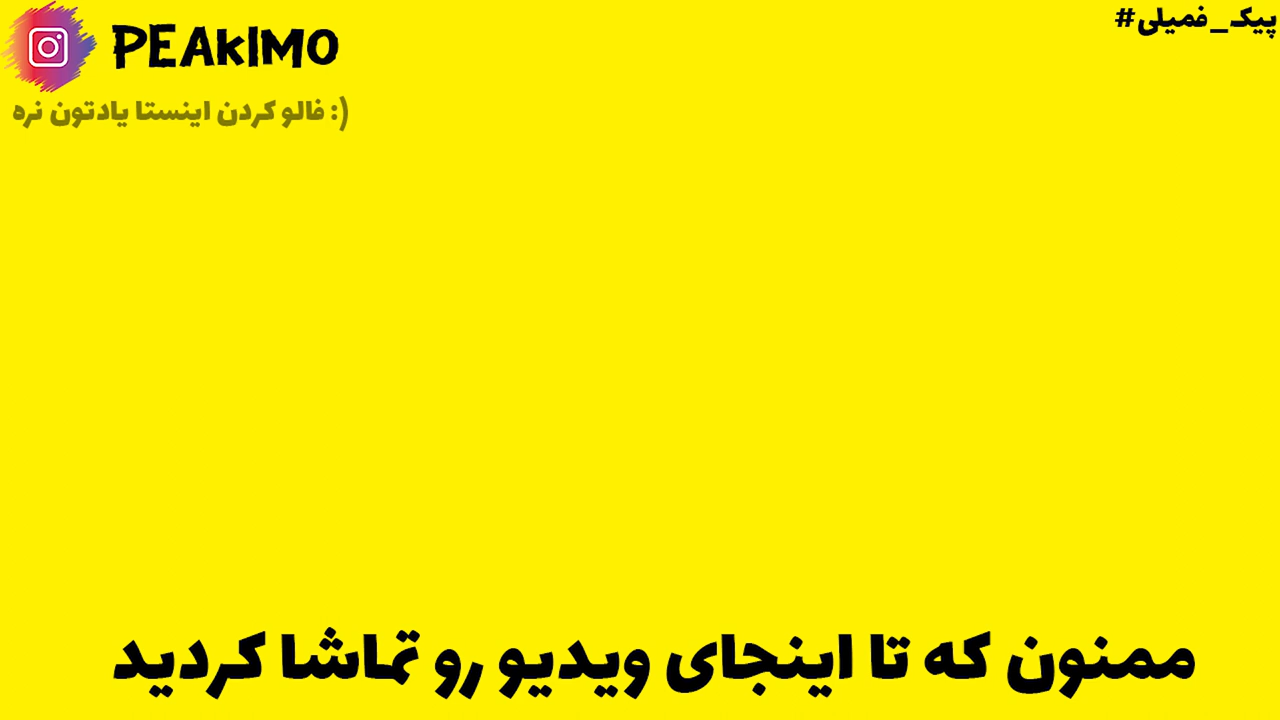 PEAkIMO
فالو کردن اینستا یادتون نره :)
#پیک_فمیلی
ممنون که تا اینجای ویدیو رو تماشا کردید